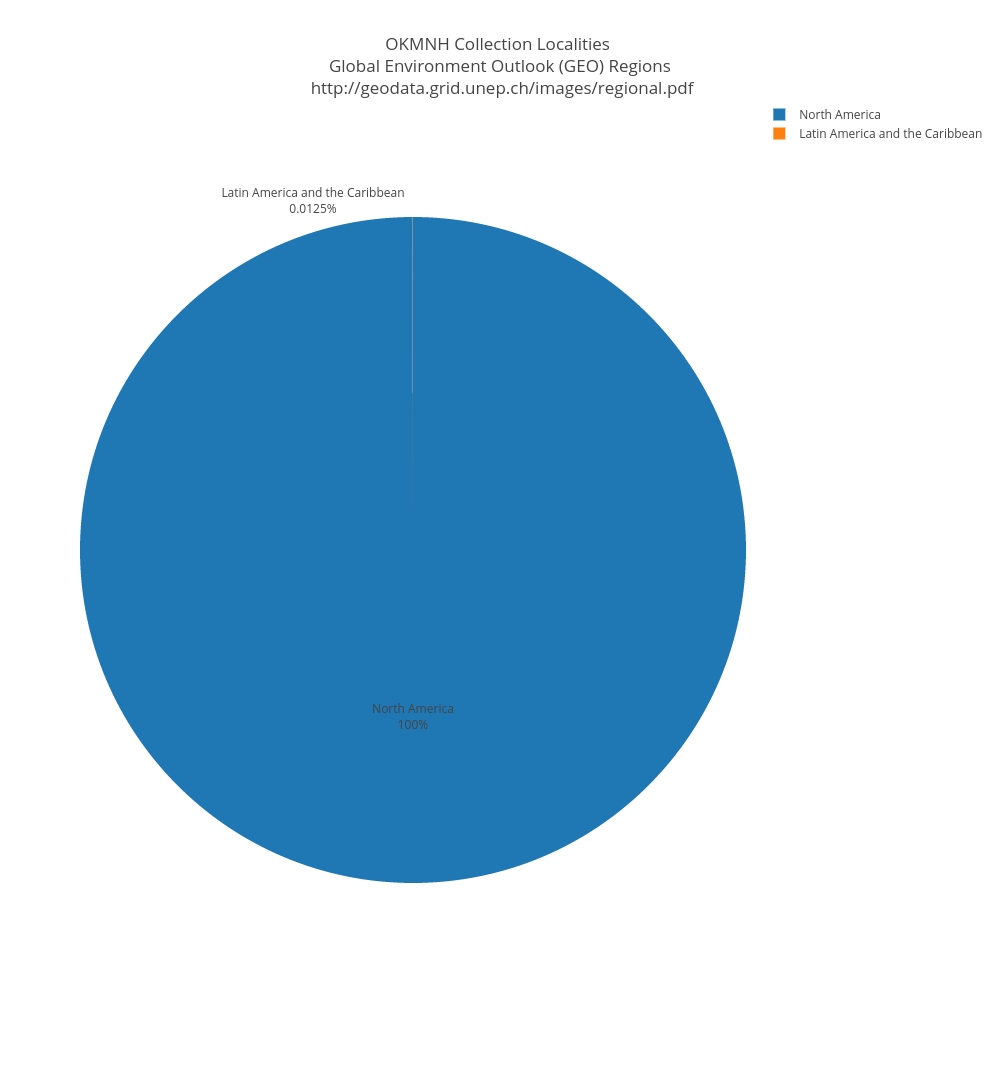 OKMNH Collection Localities
Global Environment Outlook (GEO) Regions
http://geodata.grid.unep.ch/images/regional.pdf
North America
Latin America and the Caribbean
Latin America and the Caribbean
0.0125%
North America
100%